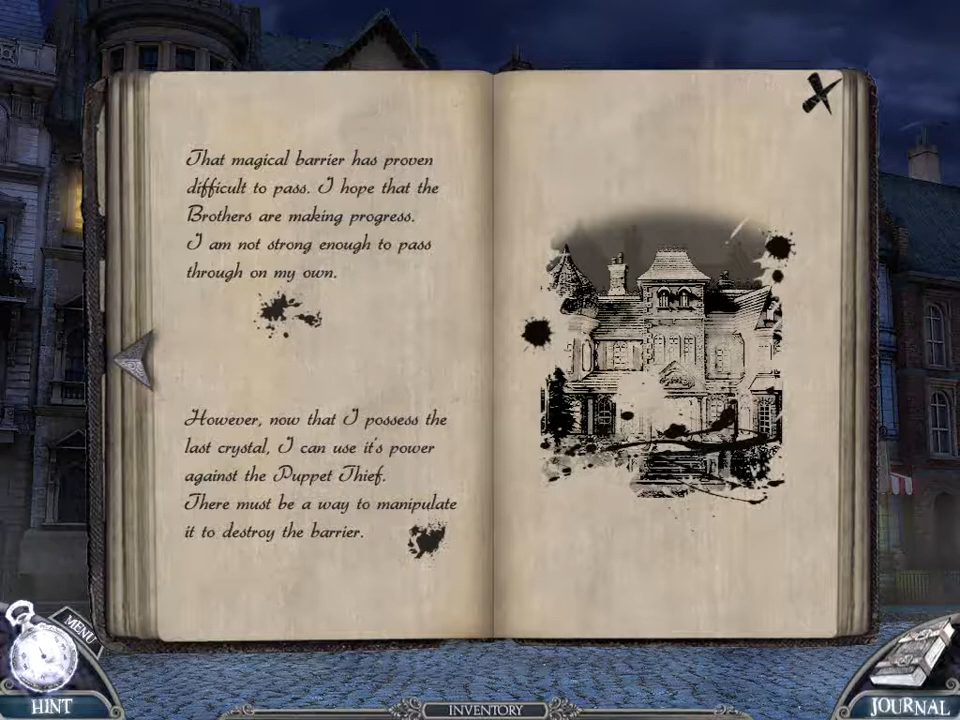 That magical barrier has proven
difficult to pass. I hope that the
Brothers are making progress.
I am not strong enough to pass
through on my own.
However, now that I possess the
last crystal, I can use it's power
against the Puppet Thief.
There must be a way to manipulate
it to destroy the barrier.
MENU
HINT
INVENTORY
JOURNAL